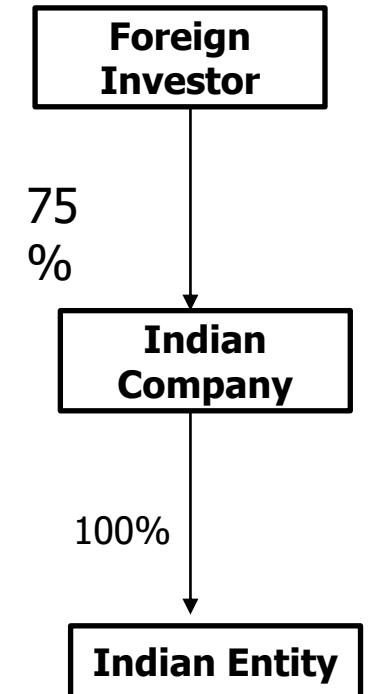 Foreign
Investor
75
%
Indian
Company
100%
Indian Entity